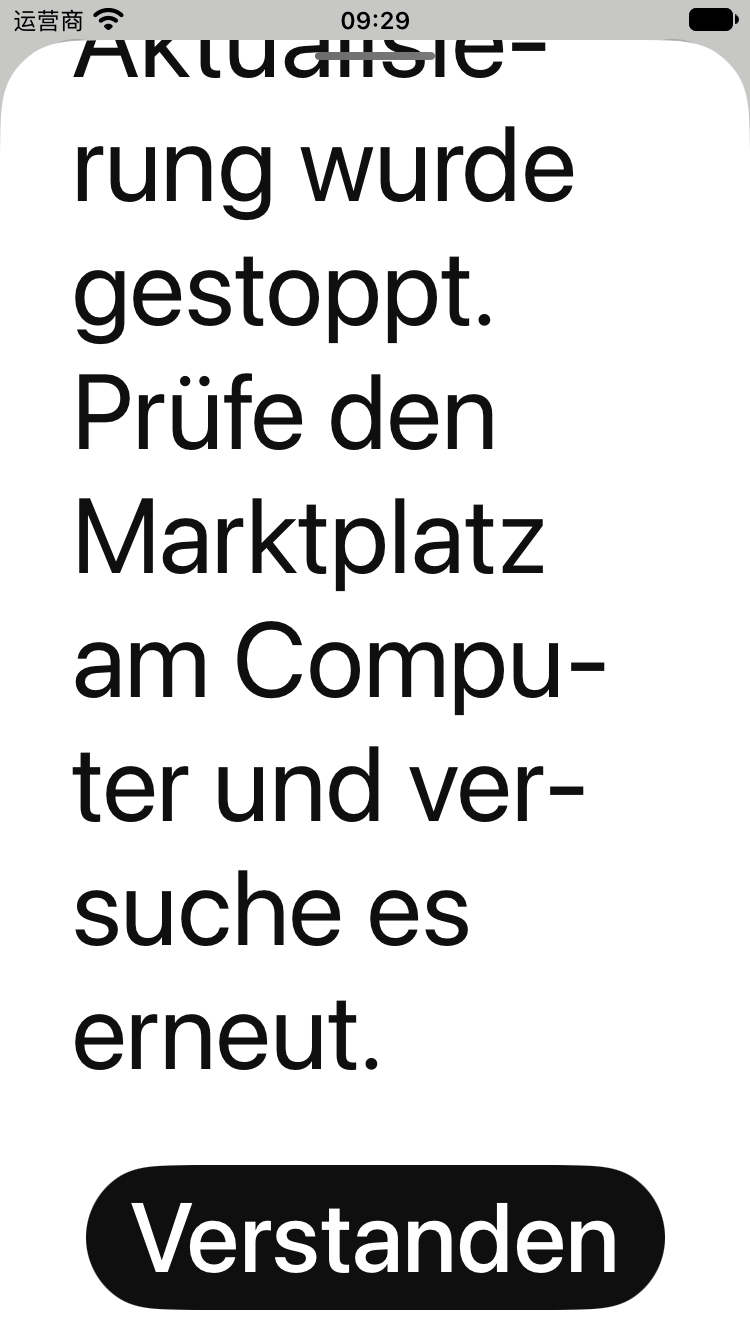 运营商
09:29
Aktualisie-
rung wurde
gestoppt.
Prüfe den
Marktplatz
am Compu-
ter und ver-
suche es
erneut.
Verstanden